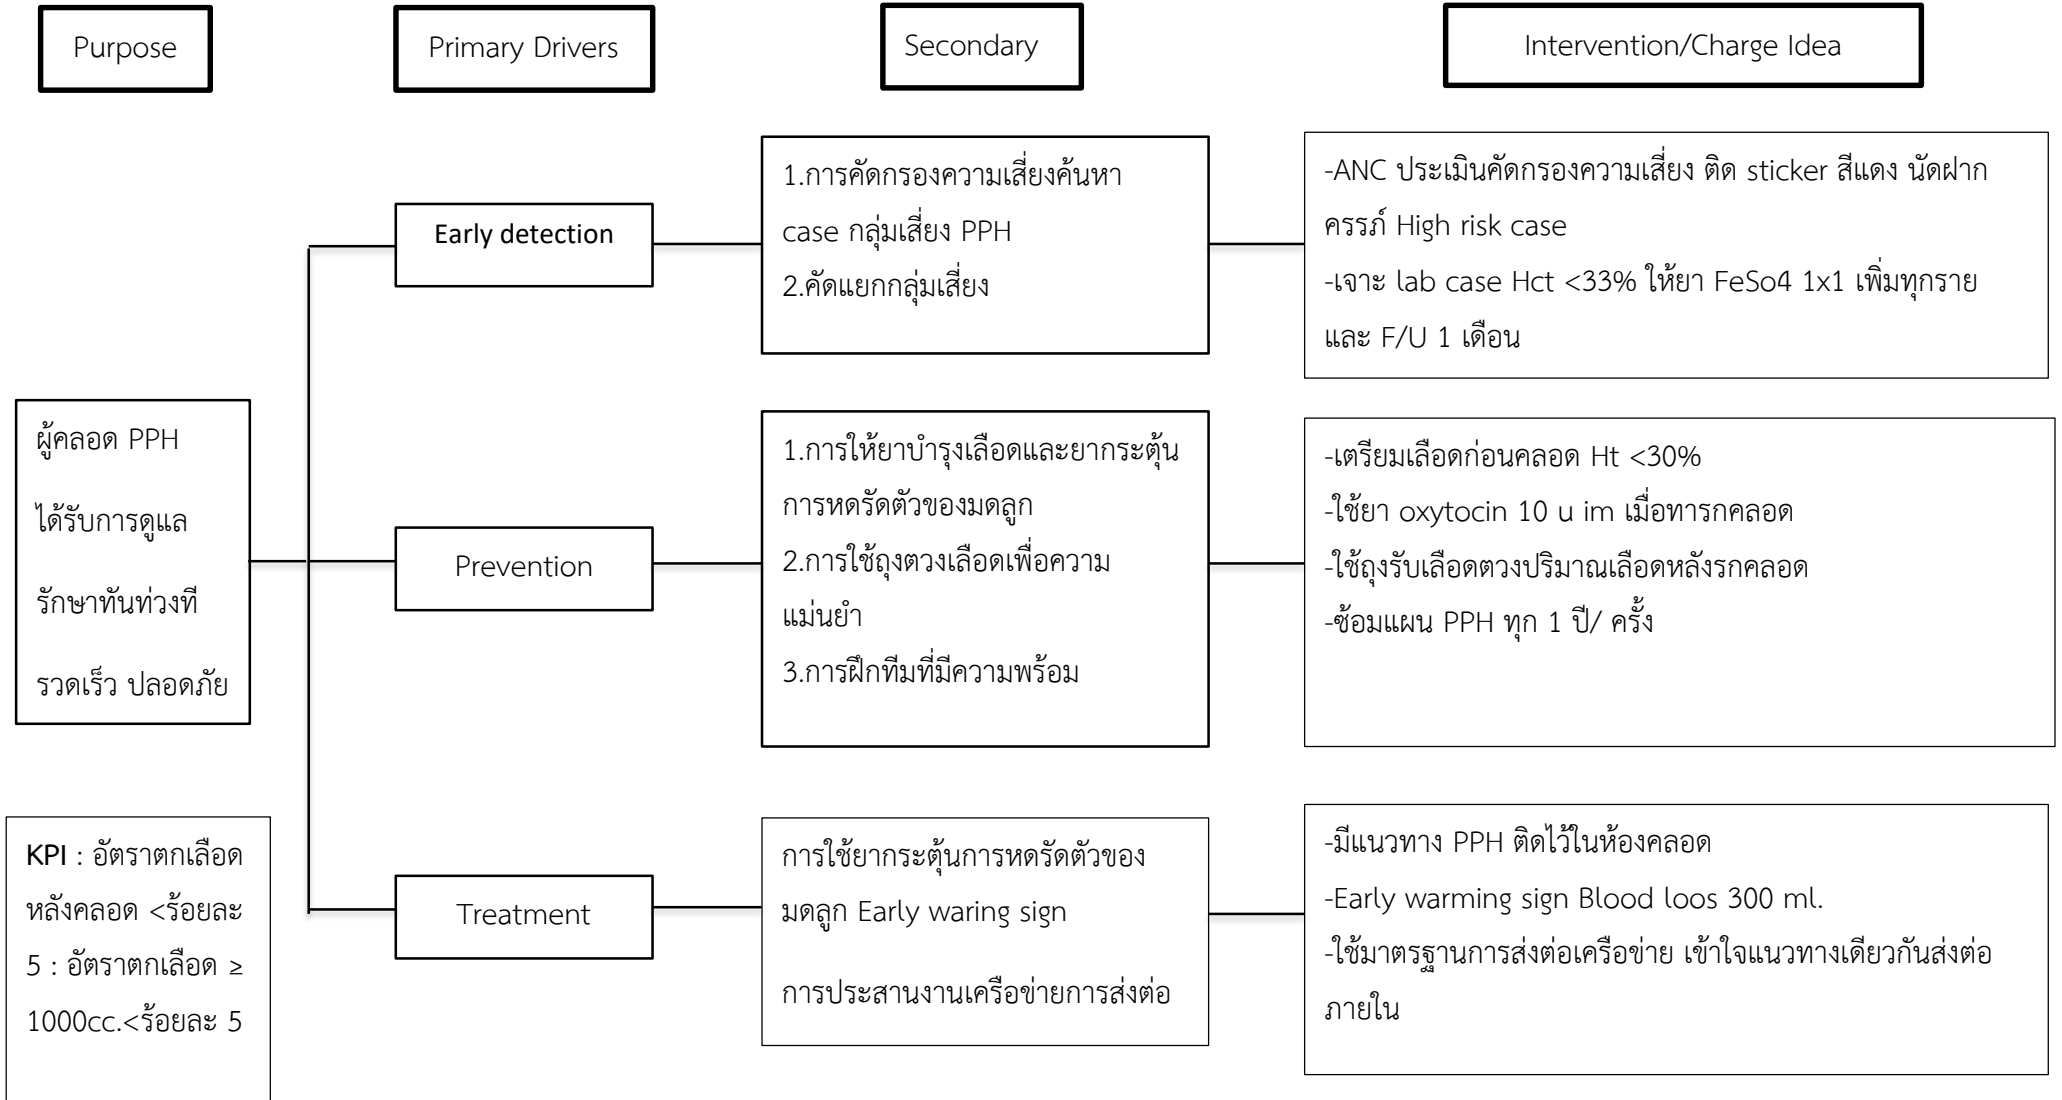 Purpose
Primary Drivers
Secondary
Intervention/Charge Idea
ผู้คลอด PPH
ได้รับการดูแล
รักษาทันท่วงที
รวดเร็ว ปลอดภัย
KPI : อัตราตกเลือด
หลังคลอด <ร้อยละ
5 : อัตราตกเลือด ≥
1000cc.<ร้อยละ 5
Early detection
1.การคัดกรองความเสี่ยงค้นหา
case กลุ่มเสี่ยง PPH
2.คัดแยกกลุ่มเสี่ยง
-ANC ประเมินคัดกรองความเสี่ยง ติด sticker สีแดง นัดฝาก
ครรภ์ High risk case
-เจาะ lab case Hct <33% ให้ยา FeSo4 1x1 เพิ่มทุกราย
และ F/U 1 เดือน
Prevention
1.การให้ยาบำรุงเลือดและยากระตุ้น
การหดรัดตัวของมดลูก
2.การใช้ถุงตวงเลือดเพื่อความ
แม่นยำ
3.การฝึกทีมที่มีความพร้อม
-เตรียมเลือดก่อนคลอด Ht <30%
-ใช้ยา oxytocin 10 u im เมื่อทารกคลอด
-ใช้ถุงรับเลือดตวงปริมาณเลือดหลังรกคลอด
-ซ้อมแผน PPH ทุก 1 ปี/ ครั้ง
Treatment
การใช้ยากระตุ้นการหดรัดตัวของ
มดลูก Early waring sign
การประสานงานเครือข่ายการส่งต่อ
-มีแนวทาง PPH ติดไว้ในห้องคลอด
-Early warming sign Blood loos 300 ml.
-ใช้มาตรฐานการส่งต่อเครือข่าย เข้าใจแนวทางเดียวกันส่งต่อ
ภายใน